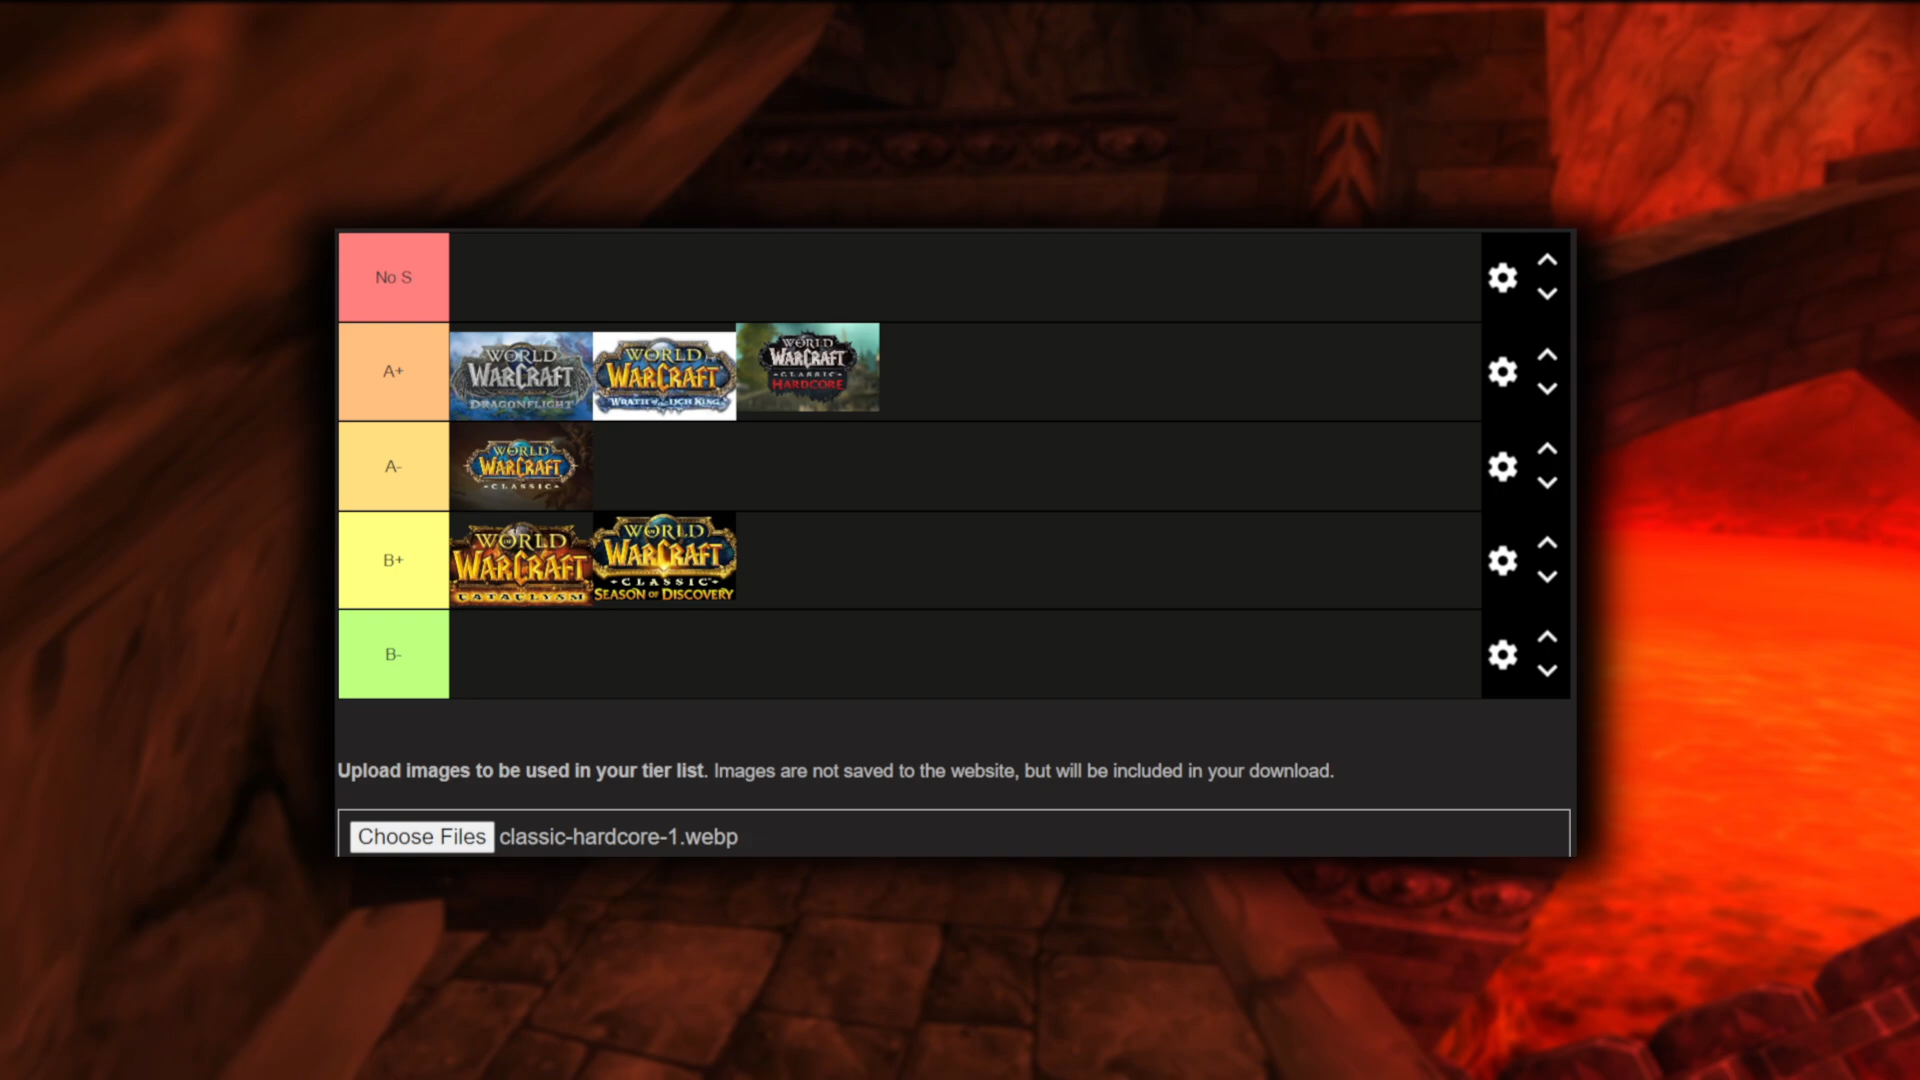 No S
A+
WORLD
WARCRAFT
DRAGONFLIGHT
WORLD
WARCRAFT
WRATH of the LICH KING
WORLD
WARCRAFT
CLASSIC
HARDCORE
A-
WORLD
WARCRAFT
CLASSIC
B+
WORLD
WARCRAFT
CATACLYSM
WORLD
WARCRAFT
CLASSIC
SEASON OF DISCOVERY
B-
Upload images to be used in your tier list. Images are not saved to the website, but will be included in your download.
Choose Files classic-hardcore-1.webp